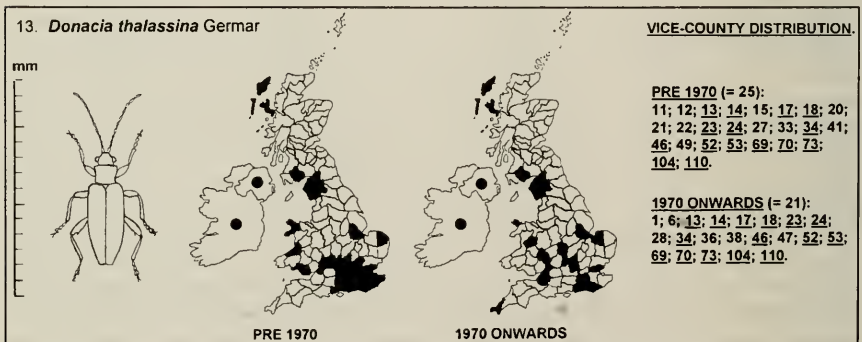 13. Donacia thalassina Germar
mm
PRE 1970
1970 ONWARDS
VICE-COUNTY DISTRIBUTION.
PRE 1970 (= 25):
11; 12; 13; 14; 15; 17; 18; 20;
21; 22; 23; 24; 27; 33; 34; 41;
46; 49; 52; 53; 69; 70; 73;
104; 110.
1970 ONWARDS (= 21):
1; 6; 13; 14; 17; 18; 23; 24;
28; 34; 36; 38; 46; 47; 52; 53;
69; 70; 73; 104; 110.